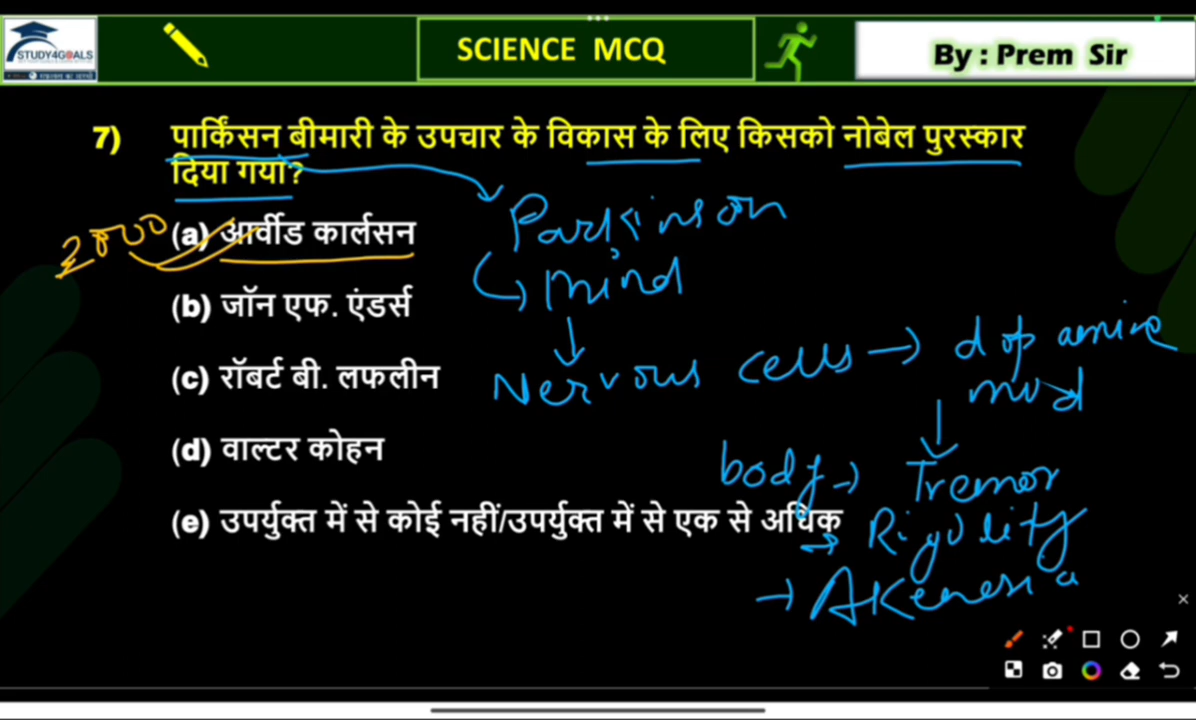 STUDY4GOALS
SCIENCE MCQ
By : Prem Sir
7) पार्किंसन बीमारी के उपचार के विकास के लिए किसको नोबेल पुरस्कार
दिया गया?
2000
(a) आर्वीड कार्लसन
Parkinson
mind
(b) जॉन एफ. एंडर्स
Nervous cells → dopamine
(c) रॉबर्ट बी. लफलीन
(d) वाल्टर कोहन
body → Tremor
(e) उपर्युक्त में से कोई नहीं/उपर्युक्त में से एक से अधिक
→ Rigulity
→ Akenesia